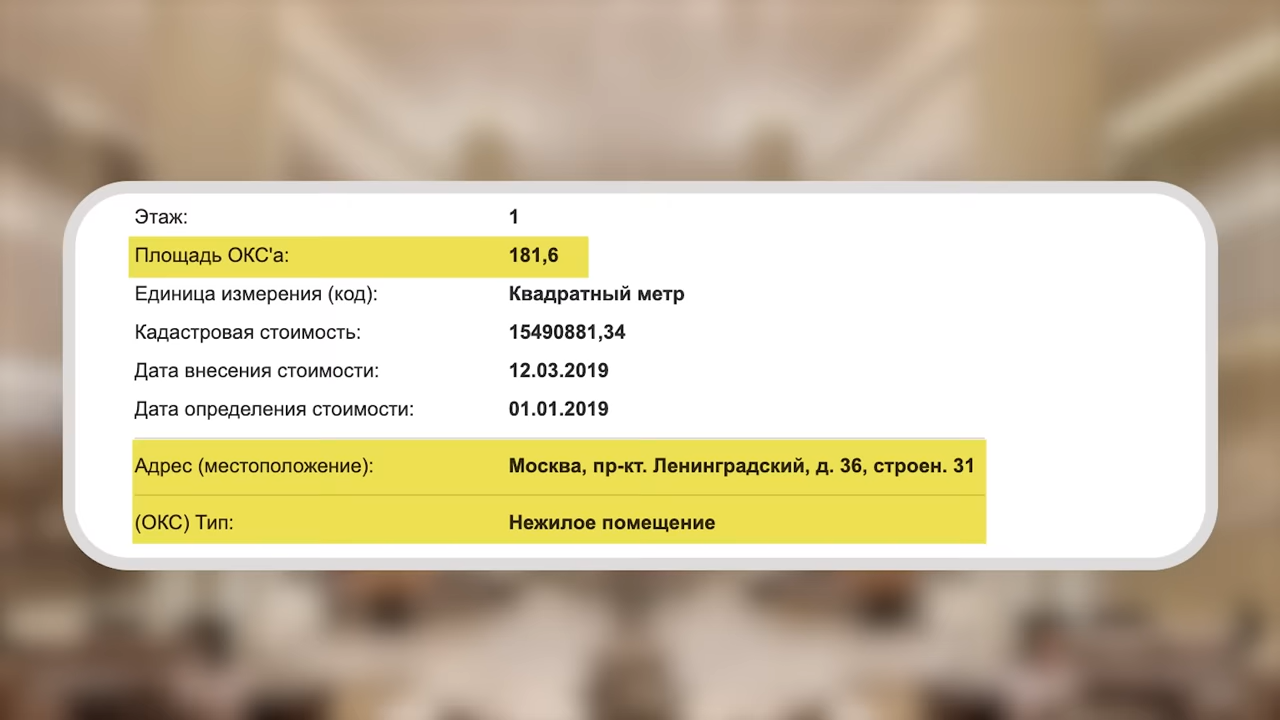 Этаж: 1
Площадь ОКС'а: 181,6
Единица измерения (код): Квадратный метр
Кадастровая стоимость: 15490881,34
Дата внесения стоимости: 12.03.2019
Дата определения стоимости: 01.01.2019
Адрес (местоположение): Москва, пр-кт. Ленинградский, д. 36, строен. 31
(ОКС) Тип: Нежилое помещение